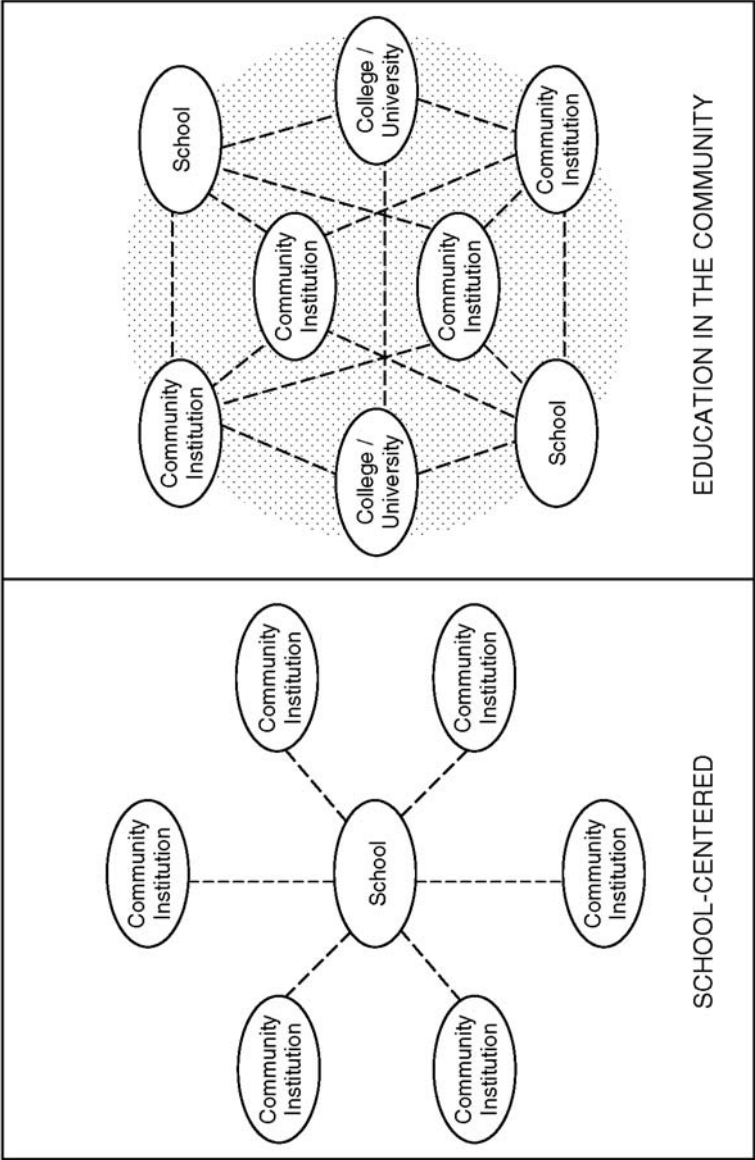 Community
Institution
Community
Institution
Community
Institution
School
Community
Institution
Community
Institution
Community
Institution
SCHOOL-CENTERED
Community
Institution
School
Community
Institution
College /
University
College /
University
Community
Institution
School
Community
Institution
EDUCATION IN THE COMMUNITY